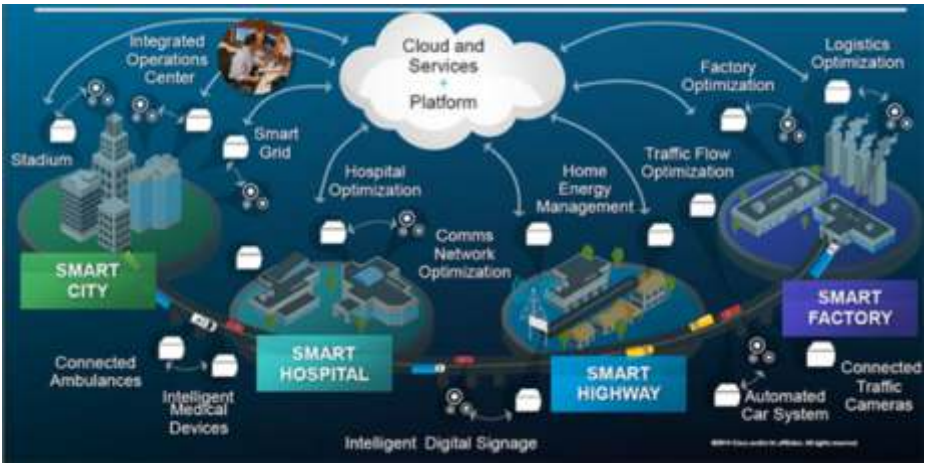 Integrated
Operations
Center
Cloud and
Services
+
Platform
Logistics
Optimization
Factory
Optimization
Stadium
Smart
Grid
Hospital
Optimization
Home
Energy
Management
Traffic Flow
Optimization
Comms
Network
Optimization
SMART
CITY
SMART
HOSPITAL
SMART
HIGHWAY
SMART
FACTORY
Connected
Ambulances
Intelligent
Medical
Devices
Intelligent Digital Signage
Automated
Car System
Connected
Traffic
Cameras